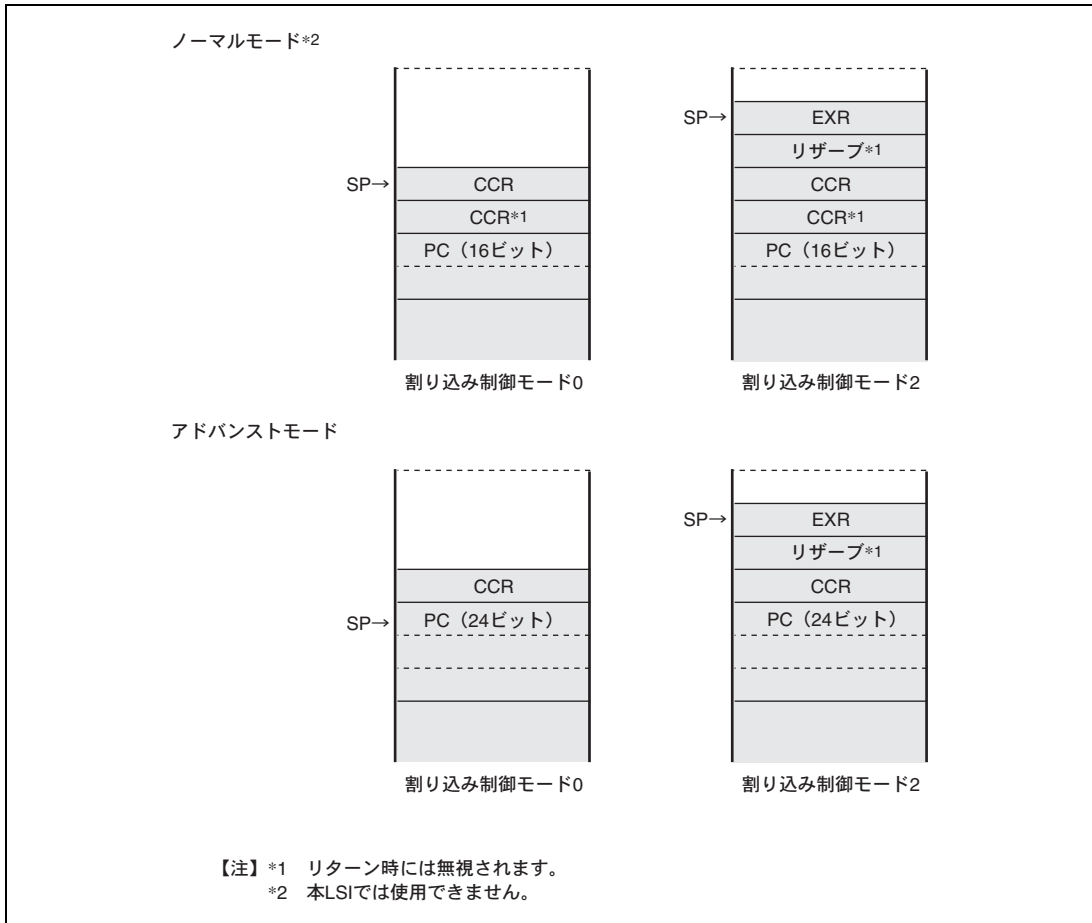 ノーマルモード*2
SP→
CCR
CCR*1
PC（16ビット）
割り込み制御モード0
SP→
EXR
リザーブ*1
CCR
CCR*1
PC（16ビット）
割り込み制御モード2
アドバンストモード
CCR
SP→
PC（24ビット）
割り込み制御モード0
SP→
EXR
リザーブ*1
CCR
PC（24ビット）
割り込み制御モード2
【注】*1　リターン時には無視されます。
*2　本LSIでは使用できません。